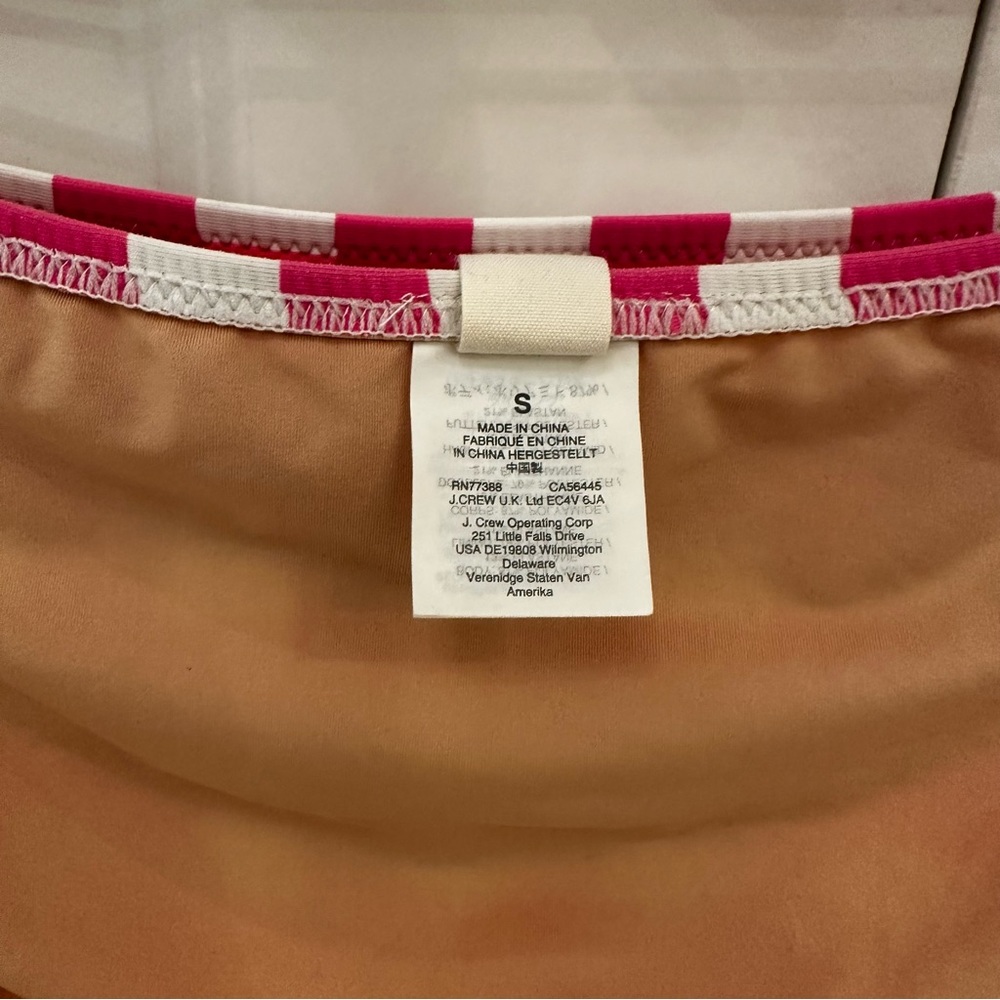 S
MADE IN CHINA
FABRIQUÉ EN CHINE
IN CHINA HERGESTELLT
中国製
RN77388 CA56445
J.CREW U.K. Ltd EC4V 6JA
J. Crew Operating Corp
251 Little Falls Drive
USA DE19808 Wilmington
Delaware
Verenidge Staten Van
Amerika